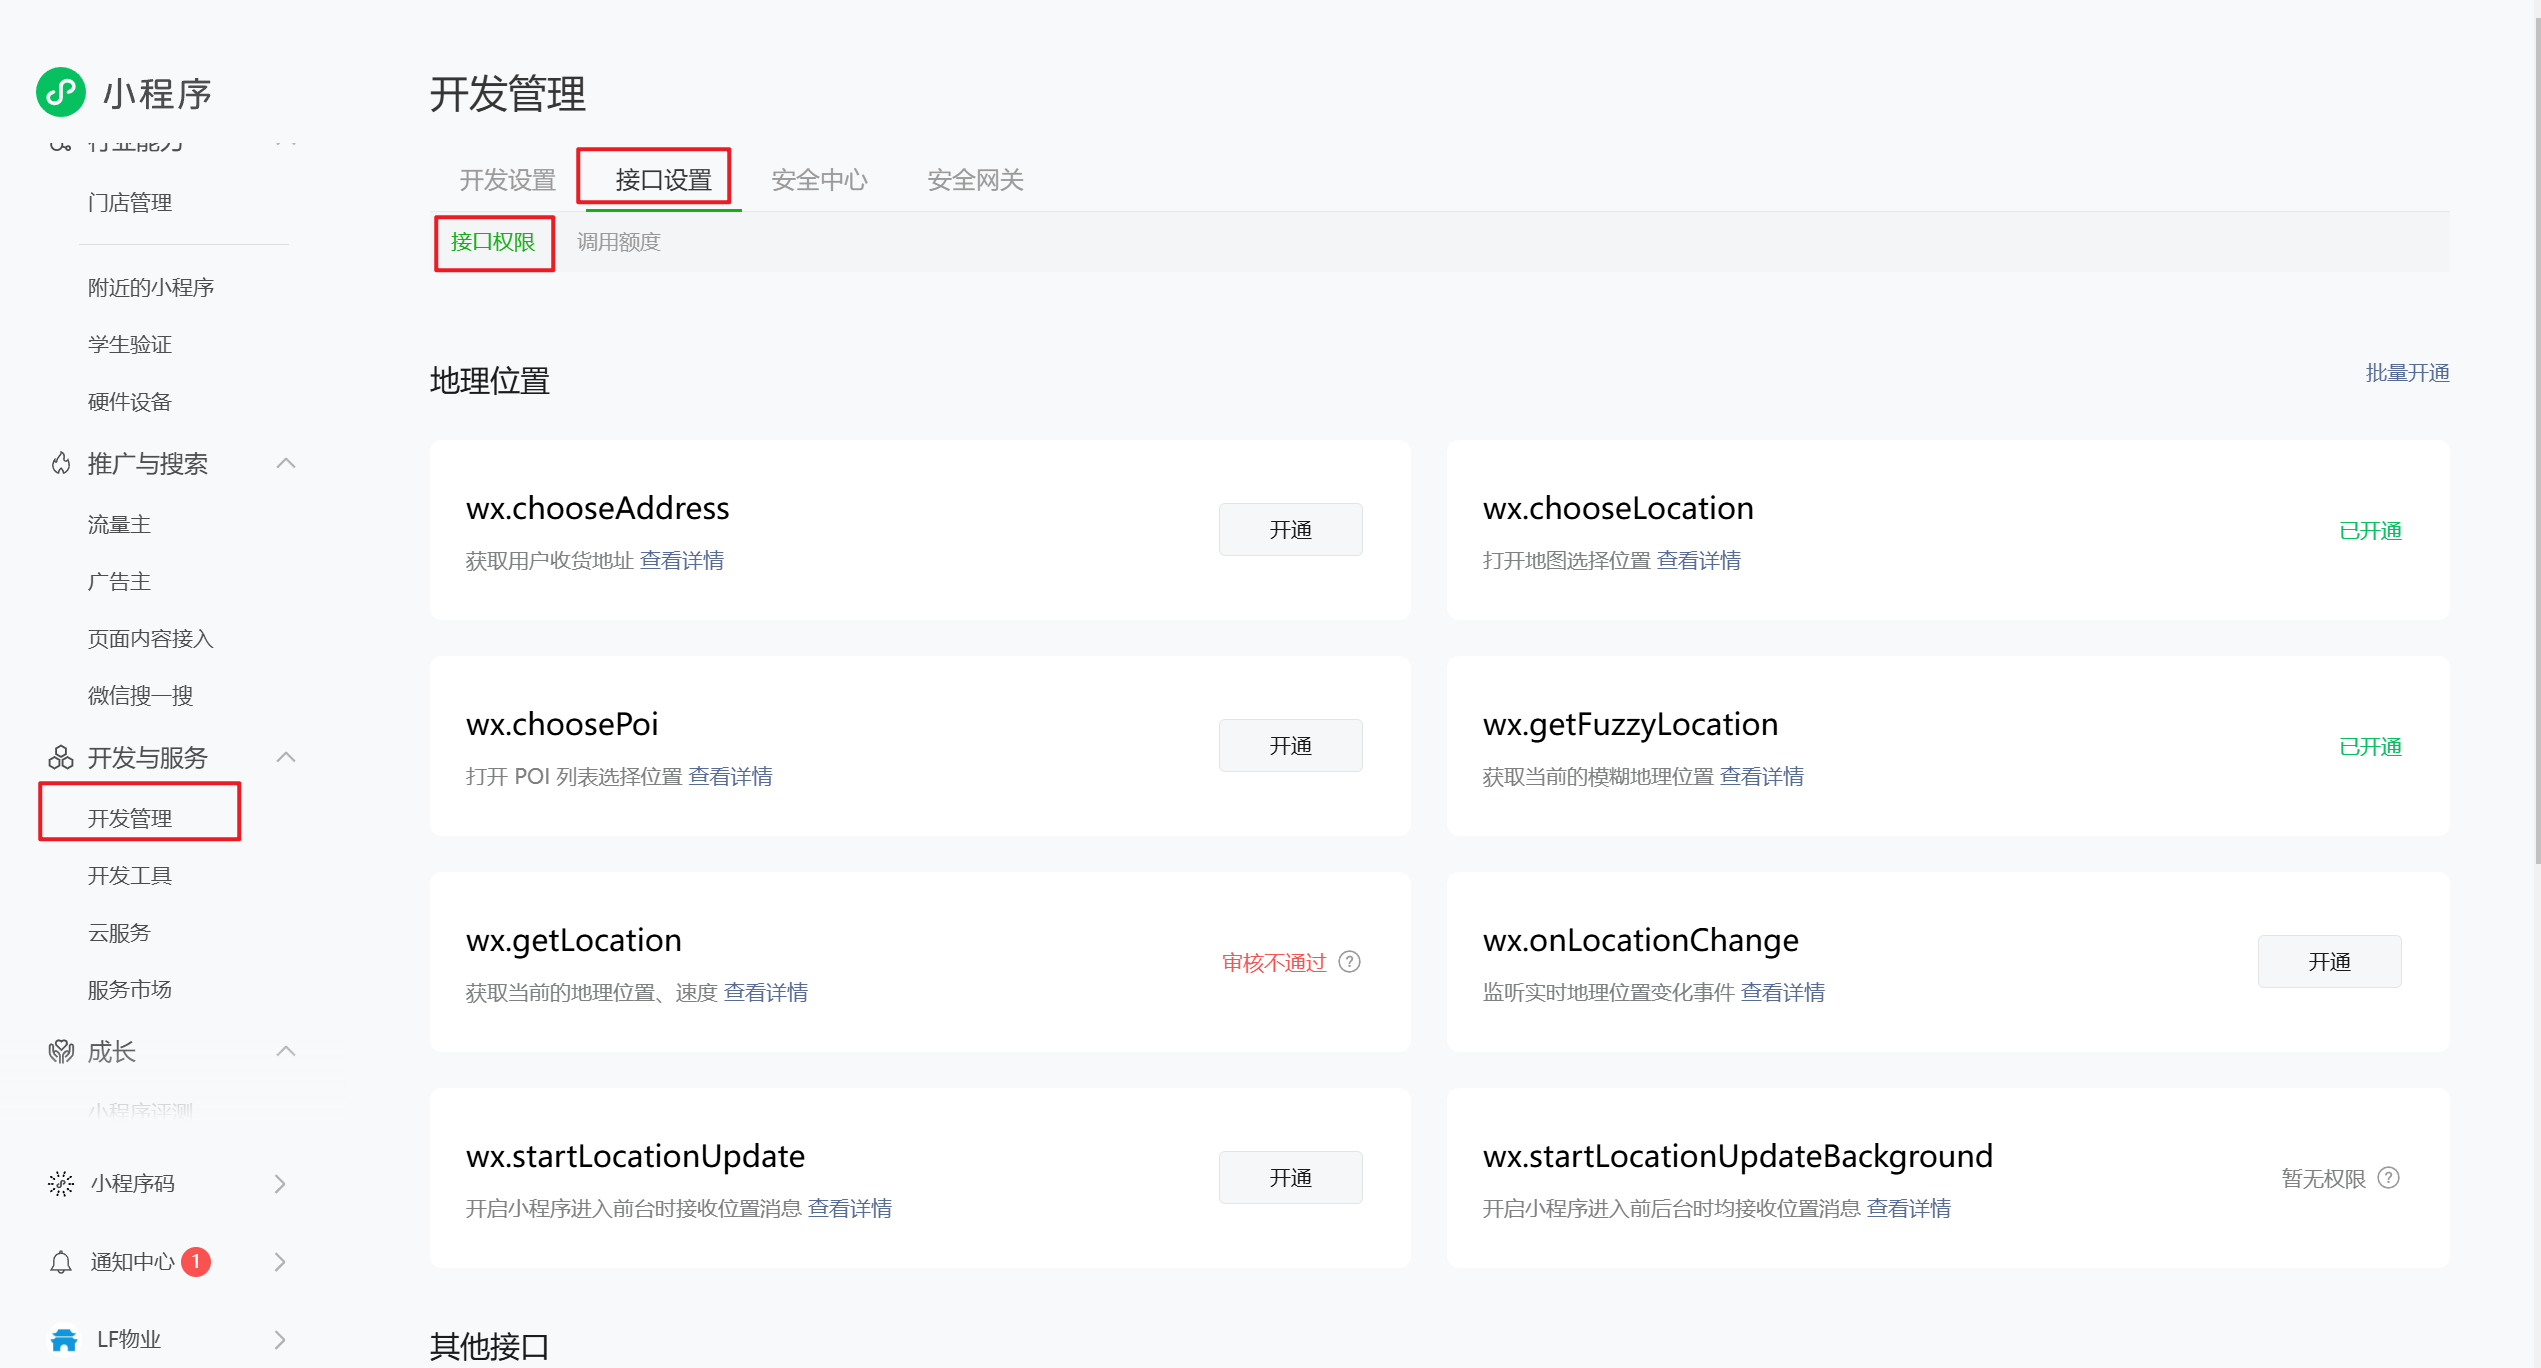 小程序
行业能力
门店管理
附近的小程序
学生验证
硬件设备
推广与搜索
流量主
广告主
页面内容接入
微信搜一搜
开发与服务
开发管理
开发工具
云服务
服务市场
成长
小程序评测
小程序码
通知中心 1
LF物业
开发管理
开发设置 接口设置 安全中心 安全网关
接口权限 调用额度
地理位置 批量开通
wx.chooseAddress
获取用户收货地址 查看详情
开通
wx.chooseLocation
打开地图选择位置 查看详情
已开通
wx.choosePoi
打开 POI 列表选择位置 查看详情
开通
wx.getFuzzyLocation
获取当前的模糊地理位置 查看详情
已开通
wx.getLocation
获取当前的地理位置、速度 查看详情
审核不通过 ?
wx.onLocationChange
监听实时地理位置变化事件 查看详情
开通
wx.startLocationUpdate
开启小程序进入前台时接收位置消息 查看详情
开通
wx.startLocationUpdateBackground
开启小程序进入前后台时均接收位置消息 查看详情
暂无权限 ?
其他接口